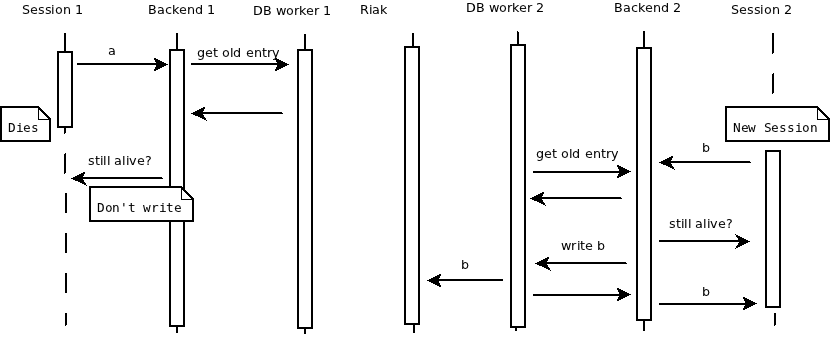 Session 1
Backend 1
DB worker 1
Riak
DB worker 2
Backend 2
Session 2
a
get old entry
Dies
New Session
still alive?
get old entry
b
Don't write
still alive?
write b
b
b